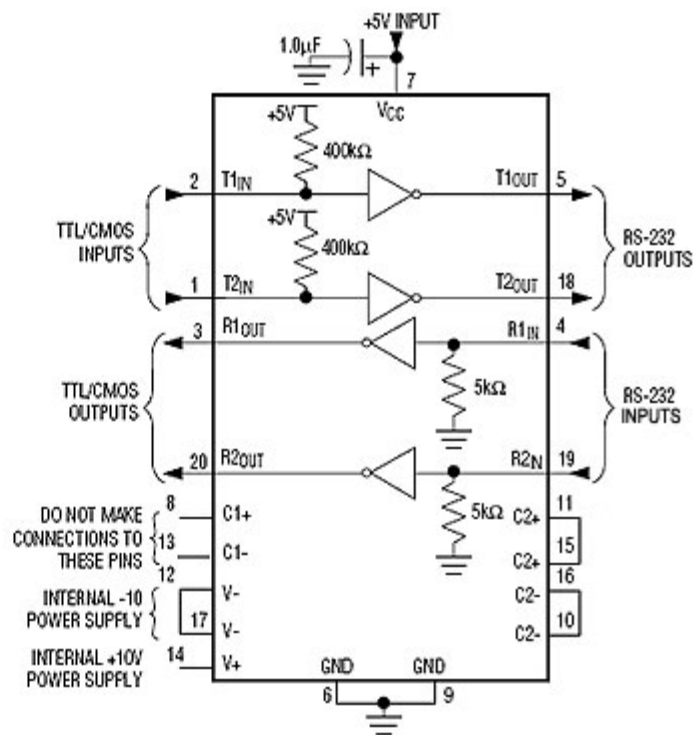 +5V INPUT
1.0µF
+
7
VCC
+5V
400kΩ
2
T1IN
T1OUT
5
+5V
TTL/CMOS
INPUTS
400kΩ
RS-232
OUTPUTS
1
T2IN
T2OUT
18
3
R1OUT
R1IN
4
TTL/CMOS
OUTPUTS
5kΩ
RS-232
INPUTS
20
R2OUT
R2IN
19
8
C1+
DO NOT MAKE
CONNECTIONS TO
THESE PINS
13
C1-
5kΩ
C2+
11
C2+
15
12
V-
INTERNAL -10
POWER SUPPLY
17
V-
C2-
16
C2-
10
INTERNAL +10V
POWER SUPPLY
14
V+
GND
GND
6
9